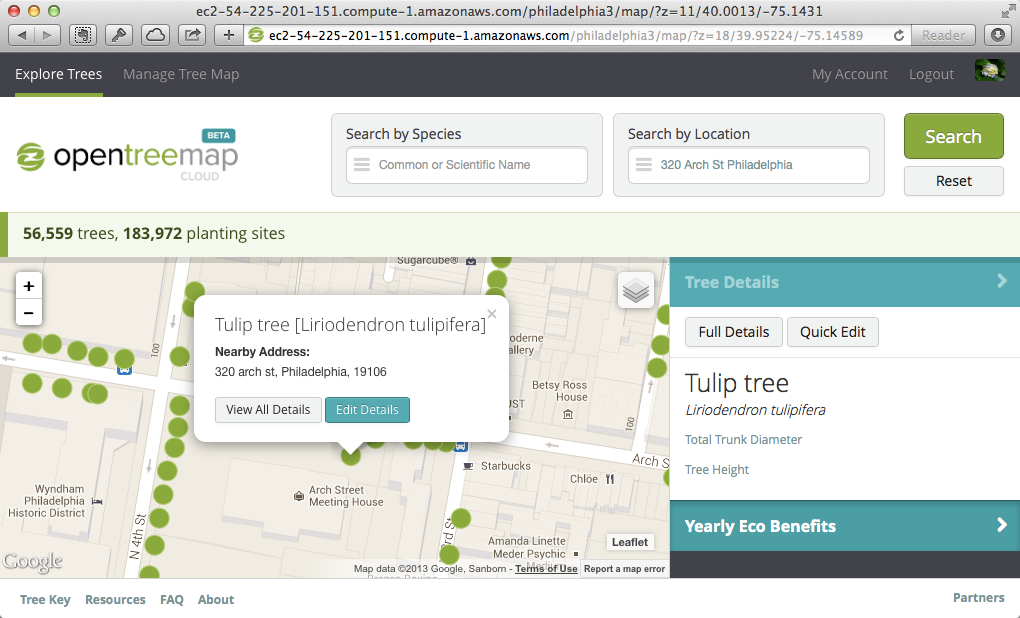 ec2-54-225-201-151.compute-1.amazonaws.com/philadelphia3/map/?z=11/40.0013/-75.1431
ec2-54-225-201-151.compute-1.amazonaws.com/philadelphia3/map/?z=18/39.95224/-75.14589
Reader
Explore Trees
Manage Tree Map
My Account
Logout
BETA
opentreemap
CLOUD
Search by Species
Common or Scientific Name
Search by Location
320 Arch St Philadelphia
Search
Reset
56,559 trees, 183,972 planting sites
+
−
Sugarcube®
Tulip tree [Liriodendron tulipifera]
×
Nearby Address:
320 arch st, Philadelphia, 19106
View All Details
Edit Details
100
Betsy Ross
House
100
Arch S
Starbucks
Chlöe
Arch Street
Meeting House
Wyndham
Philadelphia
Historic District
N 4th St
3rd St
Amanda Linette
Meder Psychic
Medium
Leaflet
Google
Map data ©2013 Google, Sanborn - Terms of Use
Report a map error
Tree Details
Full Details
Quick Edit
Tulip tree
Liriodendron tulipifera
Total Trunk Diameter
Tree Height
Yearly Eco Benefits
Tree Key
Resources
FAQ
About
Partners